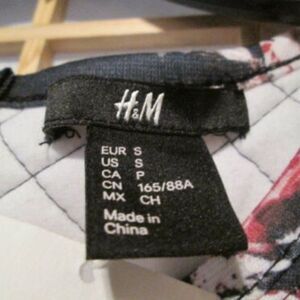 H&M
EUR S
US S
CA P
CN 165/88A
MX CH
Made in
China